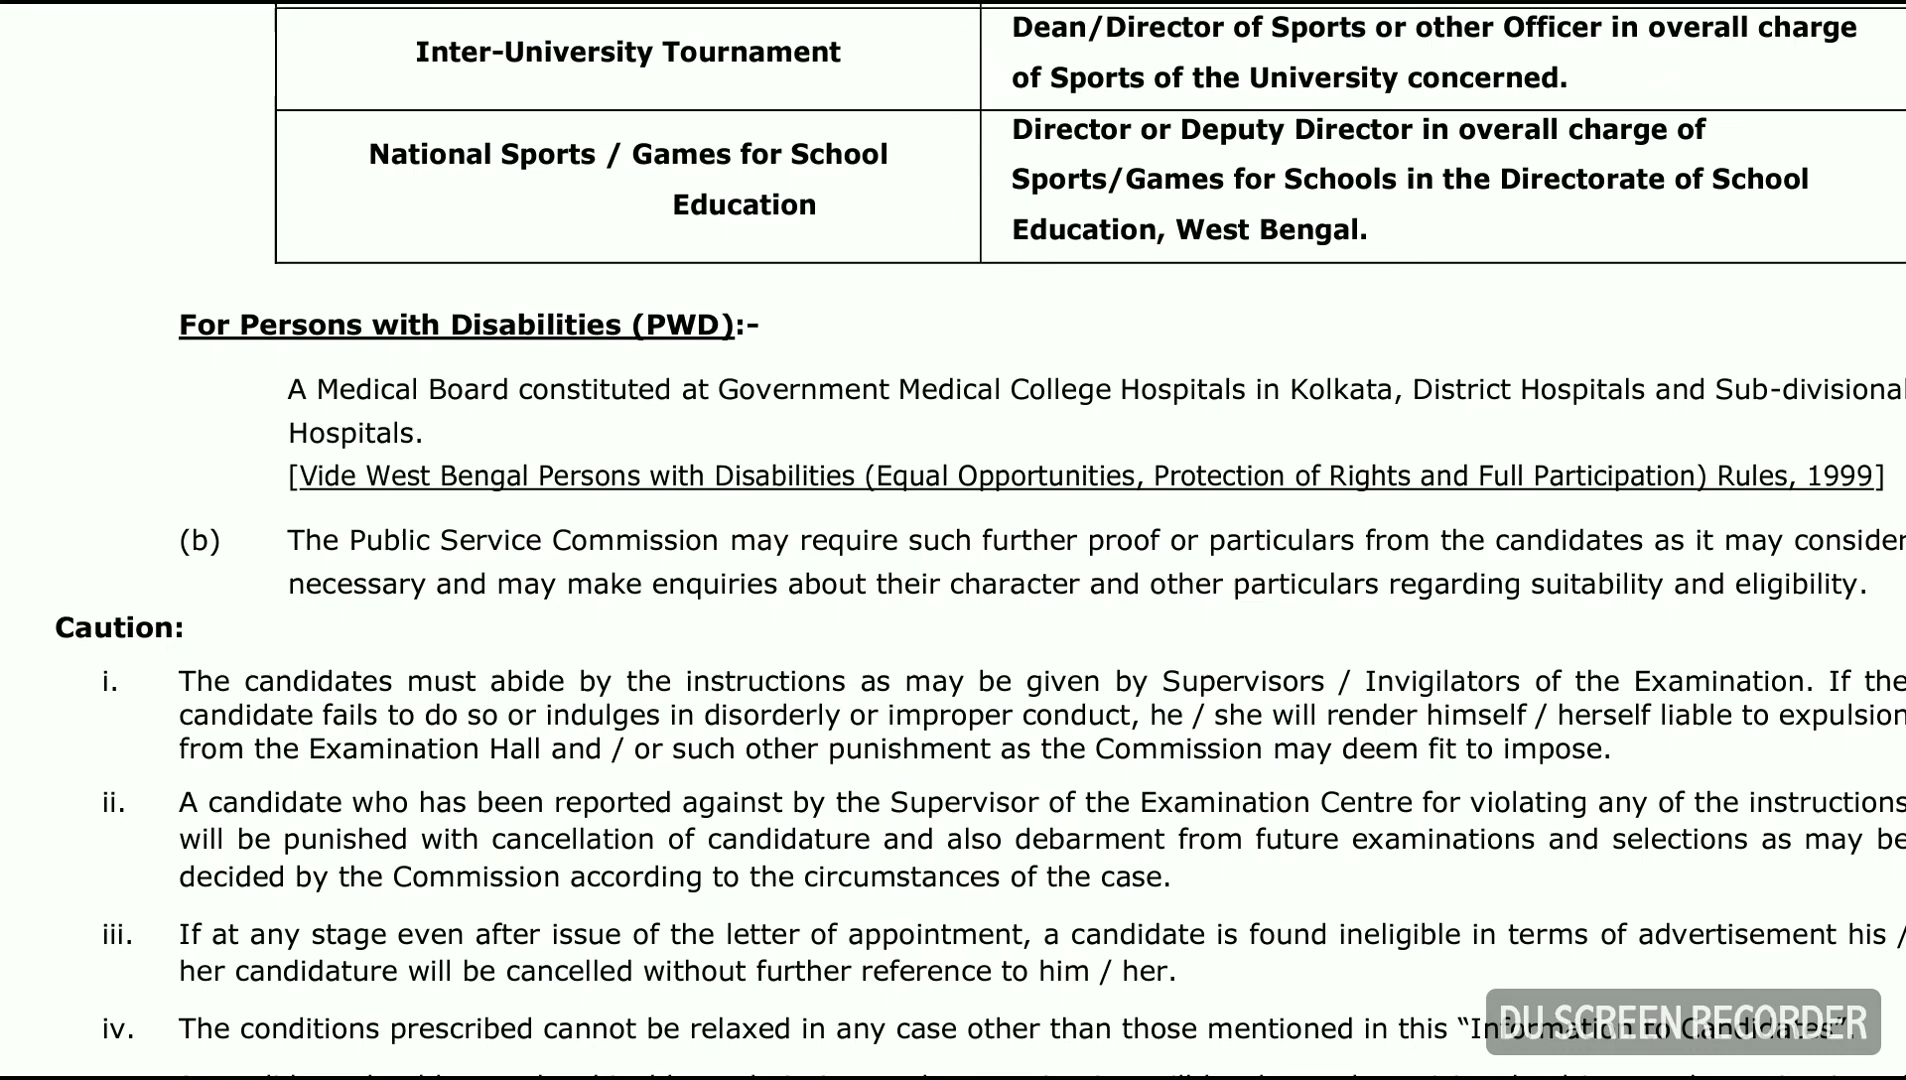 Inter-University Tournament
Dean/Director of Sports or other Officer in overall charge
of Sports of the University concerned.
National Sports / Games for School
Education
Director or Deputy Director in overall charge of
Sports/Games for Schools in the Directorate of School
Education, West Bengal.
For Persons with Disabilities (PWD):-
A Medical Board constituted at Government Medical College Hospitals in Kolkata, District Hospitals and Sub-divisional
Hospitals.
[Vide West Bengal Persons with Disabilities (Equal Opportunities, Protection of Rights and Full Participation) Rules, 1999]
(b) The Public Service Commission may require such further proof or particulars from the candidates as it may consider
necessary and may make enquiries about their character and other particulars regarding suitability and eligibility.
Caution:
i. The candidates must abide by the instructions as may be given by Supervisors / Invigilators of the Examination. If the
candidate fails to do so or indulges in disorderly or improper conduct, he / she will render himself / herself liable to expulsion
from the Examination Hall and / or such other punishment as the Commission may deem fit to impose.
ii. A candidate who has been reported against by the Supervisor of the Examination Centre for violating any of the instructions
will be punished with cancellation of candidature and also debarment from future examinations and selections as may be
decided by the Commission according to the circumstances of the case.
iii. If at any stage even after issue of the letter of appointment, a candidate is found ineligible in terms of advertisement his /
her candidature will be cancelled without further reference to him / her.
iv. The conditions prescribed cannot be relaxed in any case other than those mentioned in this “Information to Candidates”.
DU SCREEN RECORDER